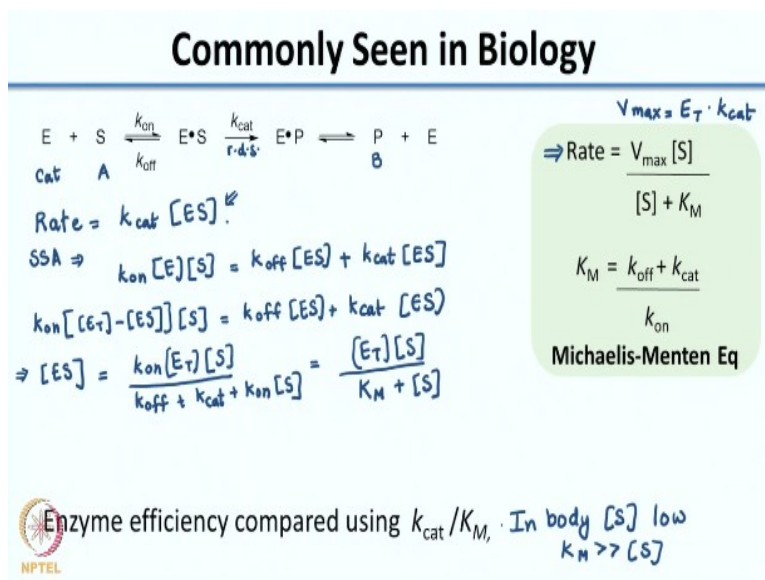 Commonly Seen in Biology
E + S ⇌ E•S → E•P ⇌ P + E
kon koff kcat r.d.s.
Cat A B
Rate = kcat [ES].
SSA ⇒ kon [E][S] = koff [ES] + kcat [ES]
kon[[ET]-[ES]][S] = koff [ES] + kcat [ES]
⇒ [ES] = kon[ET][S] / koff + kcat + kon[S] = [ET][S] / KM + [S]
Vmax = ET · kcat
⇒ Rate = Vmax [S] / [S] + KM
KM = koff + kcat / kon
Michaelis-Menten Eq
Enzyme efficiency compared using kcat /KM, . In body [S] low
KM >> [S]
NPTEL